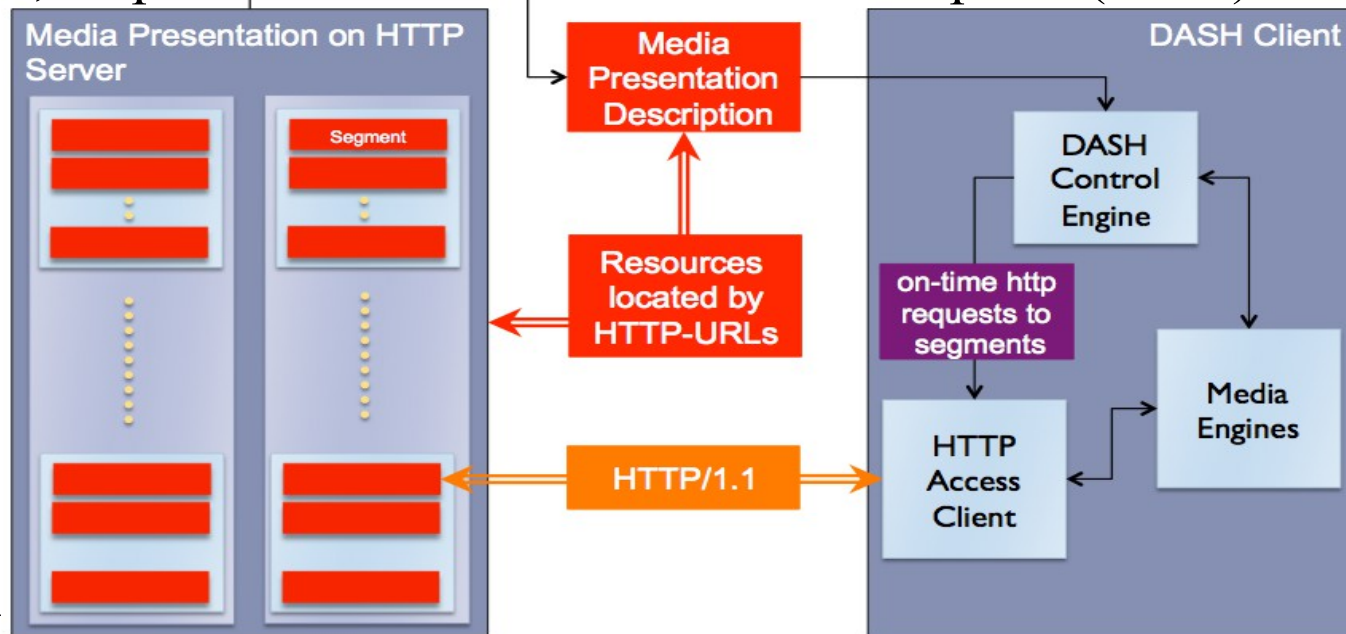 Media Presentation on HTTP
Server
Segment
Media
Presentation
Description
Resources
located by
HTTP-URLs
HTTP/1.1
DASH Client
DASH
Control
Engine
on-time http
requests to
segments
HTTP
Access
Client
Media
Engines